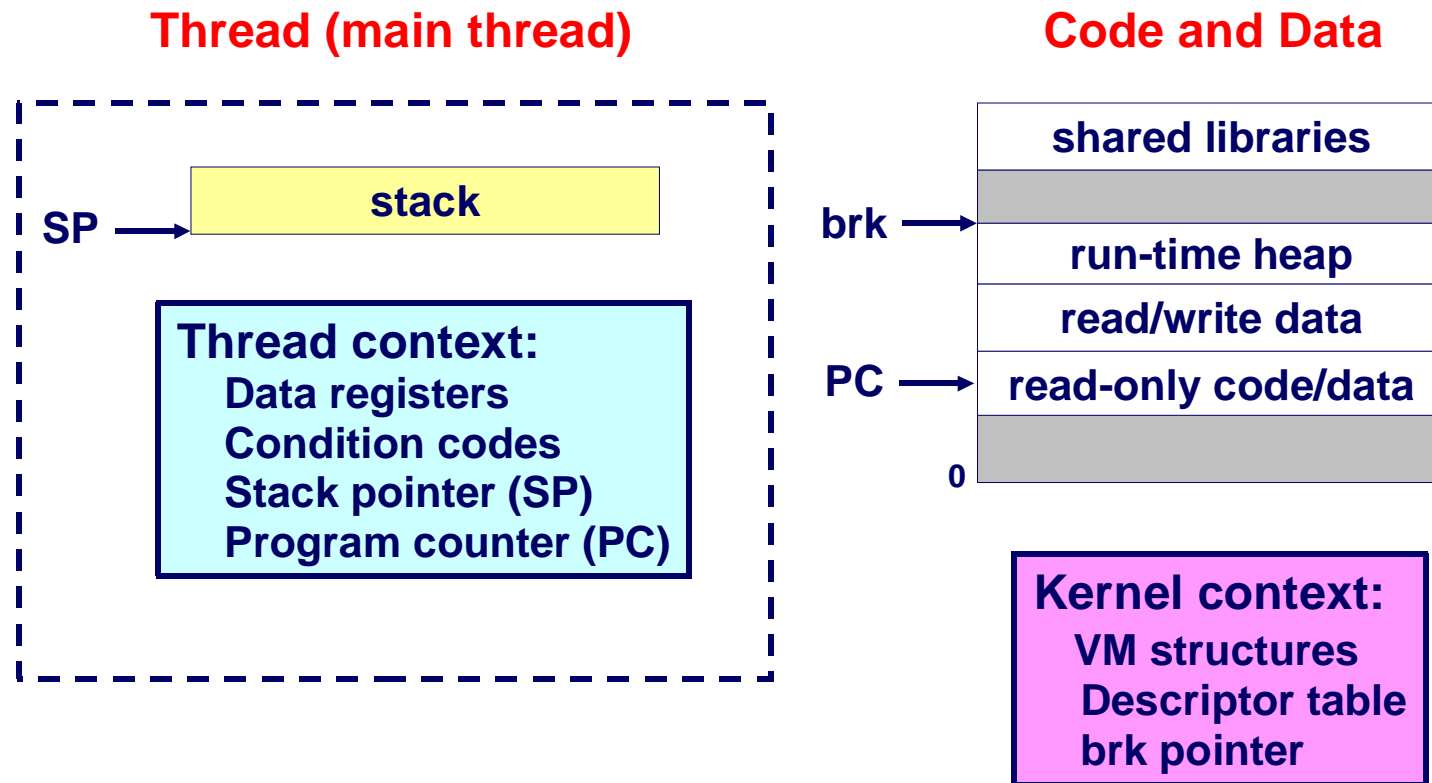 Thread (main thread)
SP
stack
Thread context:
Data registers
Condition codes
Stack pointer (SP)
Program counter (PC)
Code and Data
shared libraries
brk
run-time heap
read/write data
PC
read-only code/data
0
Kernel context:
VM structures
Descriptor table
brk pointer